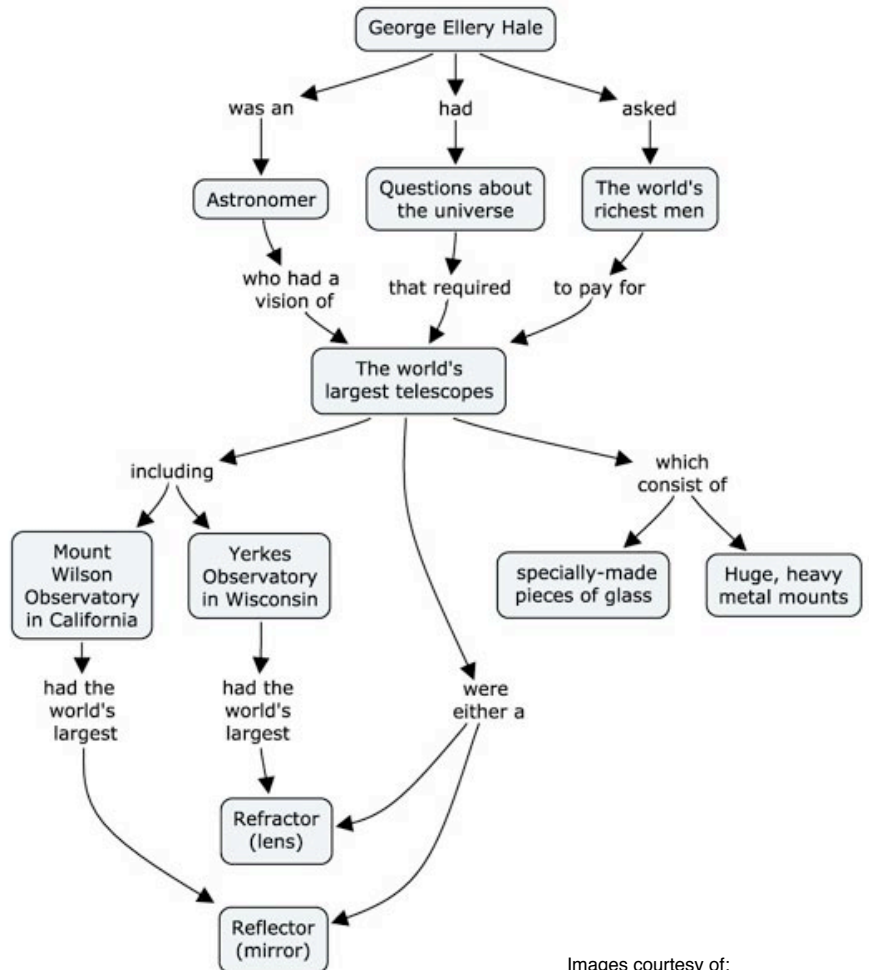 George Ellery Hale
was an
had
asked
Astronomer
Questions about
the universe
The world's
richest men
who had a
vision of
that required
to pay for
The world's
largest telescopes
including
which
consist of
Mount
Wilson
Observatory
in California
Yerkes
Observatory
in Wisconsin
specially-made
pieces of glass
Huge, heavy
metal mounts
had the
world's
largest
had the
world's
largest
were
either a
Refractor
(lens)
Reflector
(mirror)
Images courtesy of: